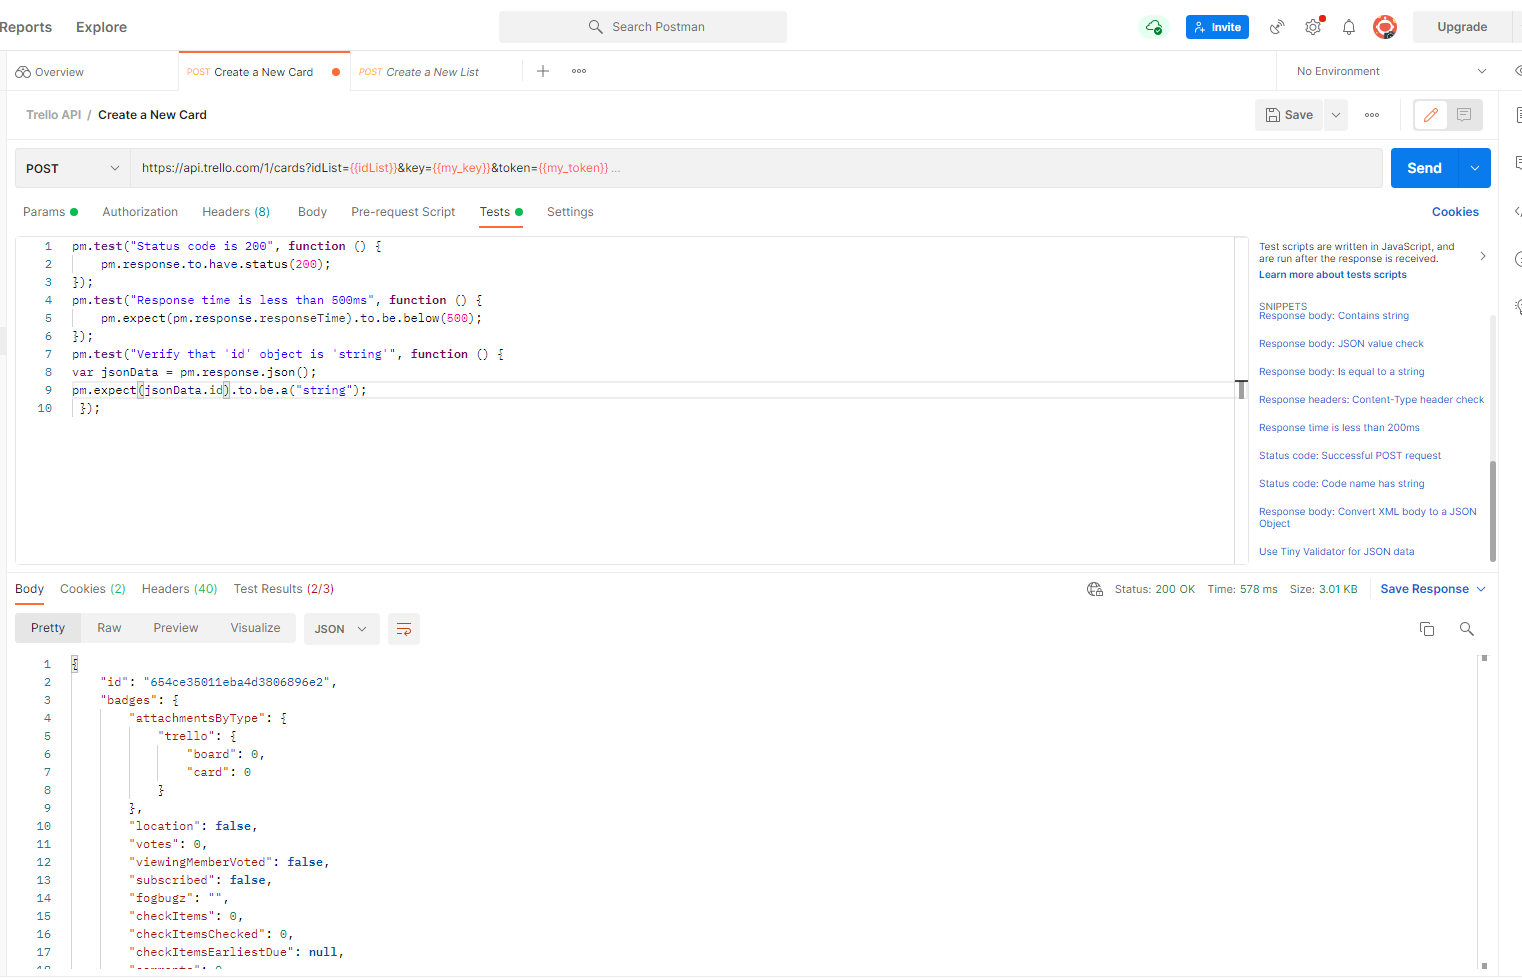 Reports Explore Search Postman Invite Upgrade
Overview POST Create a New Card POST Create a New List No Environment
Trello API / Create a New Card Save
POST https://api.trello.com/1/cards?idList={{idList}}&key={{my_key}}&token={{my_token}} ... Send
Params Authorization Headers (8) Body Pre-request Script Tests Settings Cookies
1 pm.test("Status code is 200", function () {
2 pm.response.to.have.status(200);
3 });
4 pm.test("Response time is less than 500ms", function () {
5 pm.expect(pm.response.responseTime).to.be.below(500);
6 });
7 pm.test("Verify that 'id' object is 'string'", function () {
8 var jsonData = pm.response.json();
9 pm.expect(jsonData.id).to.be.a("string");
10 });
Test scripts are written in JavaScript, and
are run after the response is received.
Learn more about tests scripts
SNIPPETS
Response body: Contains string
Response body: JSON value check
Response body: Is equal to a string
Response headers: Content-Type header check
Response time is less than 200ms
Status code: Successful POST request
Status code: Code name has string
Response body: Convert XML body to a JSON
Object
Use Tiny Validator for JSON data
Body Cookies (2) Headers (40) Test Results (2/3) Status: 200 OK Time: 578 ms Size: 3.01 KB Save Response
Pretty Raw Preview Visualize JSON
1 {
2 "id": "654ce35011eba4d3806896e2",
3 "badges": {
4 "attachmentsByType": {
5 "trello": {
6 "board": 0,
7 "card": 0
8 }
9 },
10 "location": false,
11 "votes": 0,
12 "viewingMemberVoted": false,
13 "subscribed": false,
14 "fogbugz": "",
15 "checkItems": 0,
16 "checkItemsChecked": 0,
17 "checkItemsEarliestDue": null,